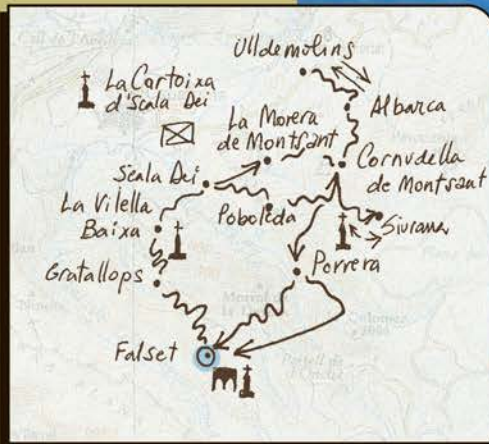 Ulldemolins
La Cartoixa
d'Scala Dei
Albarca
La Morera
de Montsant
Cornudella
de Montsant
Scala Dei
La Vilella
Baixa
Poboleda
Siurana
Gratallops
Porrera
Falset